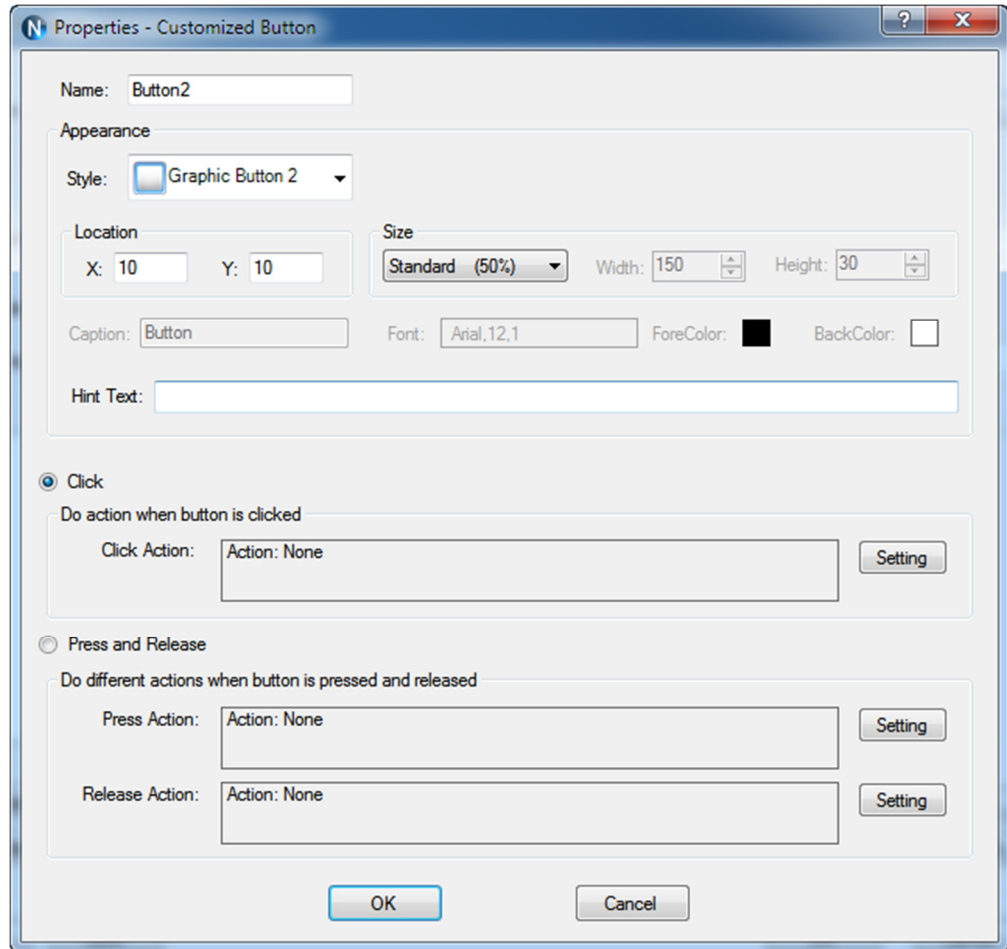 N Properties - Customized Button ? X
Name: Button2
Appearance
Style: Graphic Button 2
Location Size
X: 10 Y: 10 Standard (50%) Width: 150 Height: 30
Caption: Button Font: Arial,12,1 ForeColor: BackColor:
Hint Text:
Click
Do action when button is clicked
Click Action: Action: None Setting
Press and Release
Do different actions when button is pressed and released
Press Action: Action: None Setting
Release Action: Action: None Setting
OK Cancel